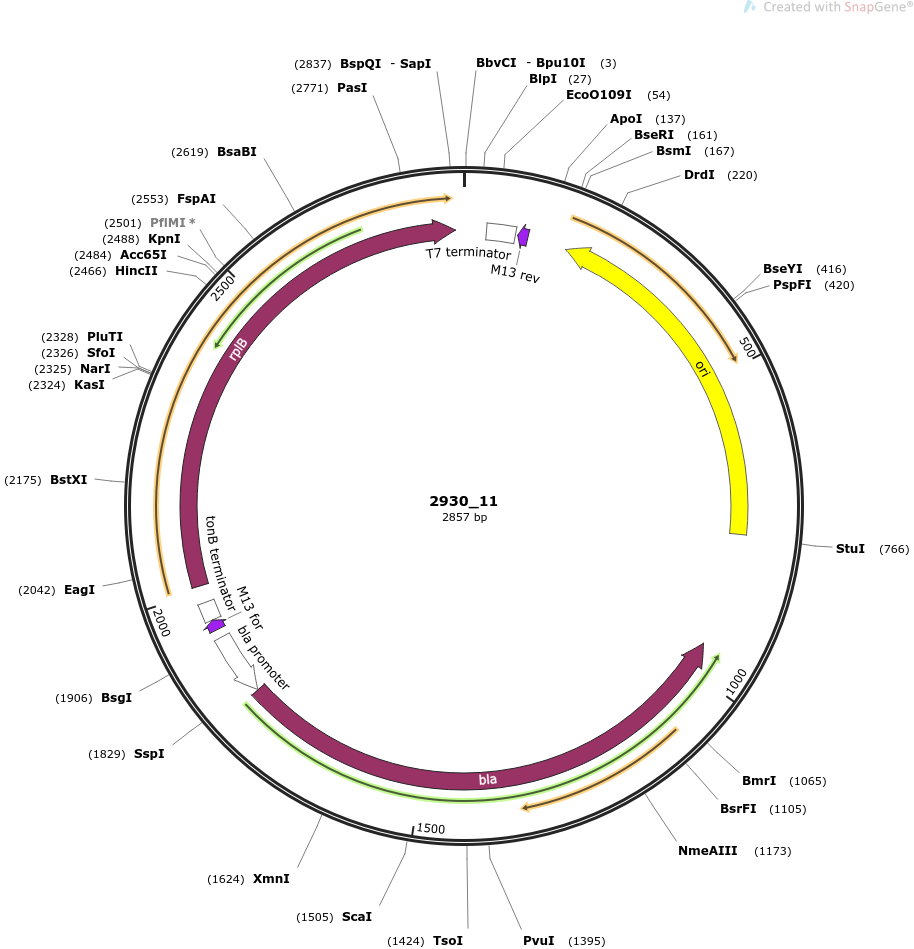 Created with SnapGene®
(2837) BspQI - SapI
BbvCI - Bpu10I (3)
(2771) PasI
BlpI (27)
EcoO109I (54)
ApoI (137)
BseRI (161)
(2619) BsaBI
BsmI (167)
DrdI (220)
(2553) FspAI
(2501) PflMI *
(2488) KpnI
(2484) Acc65I
(2466) HincII
BseYI (416)
PspFI (420)
T7 terminator
M13 rev
2500
500
(2328) PluTI
(2326) SfoI
(2325) NarI
(2324) KasI
rplB
ori
(2175) BstXI
2930_11
2857 bp
StuI (766)
tonB terminator
(2042) EagI
M13 for
2000
bla promoter
(1906) BsgI
1000
(1829) SspI
bla
BmrI (1065)
BsrFI (1105)
1500
NmeAIII (1173)
(1624) XmnI
(1505) ScaI
(1424) TsoI
PvuI (1395)